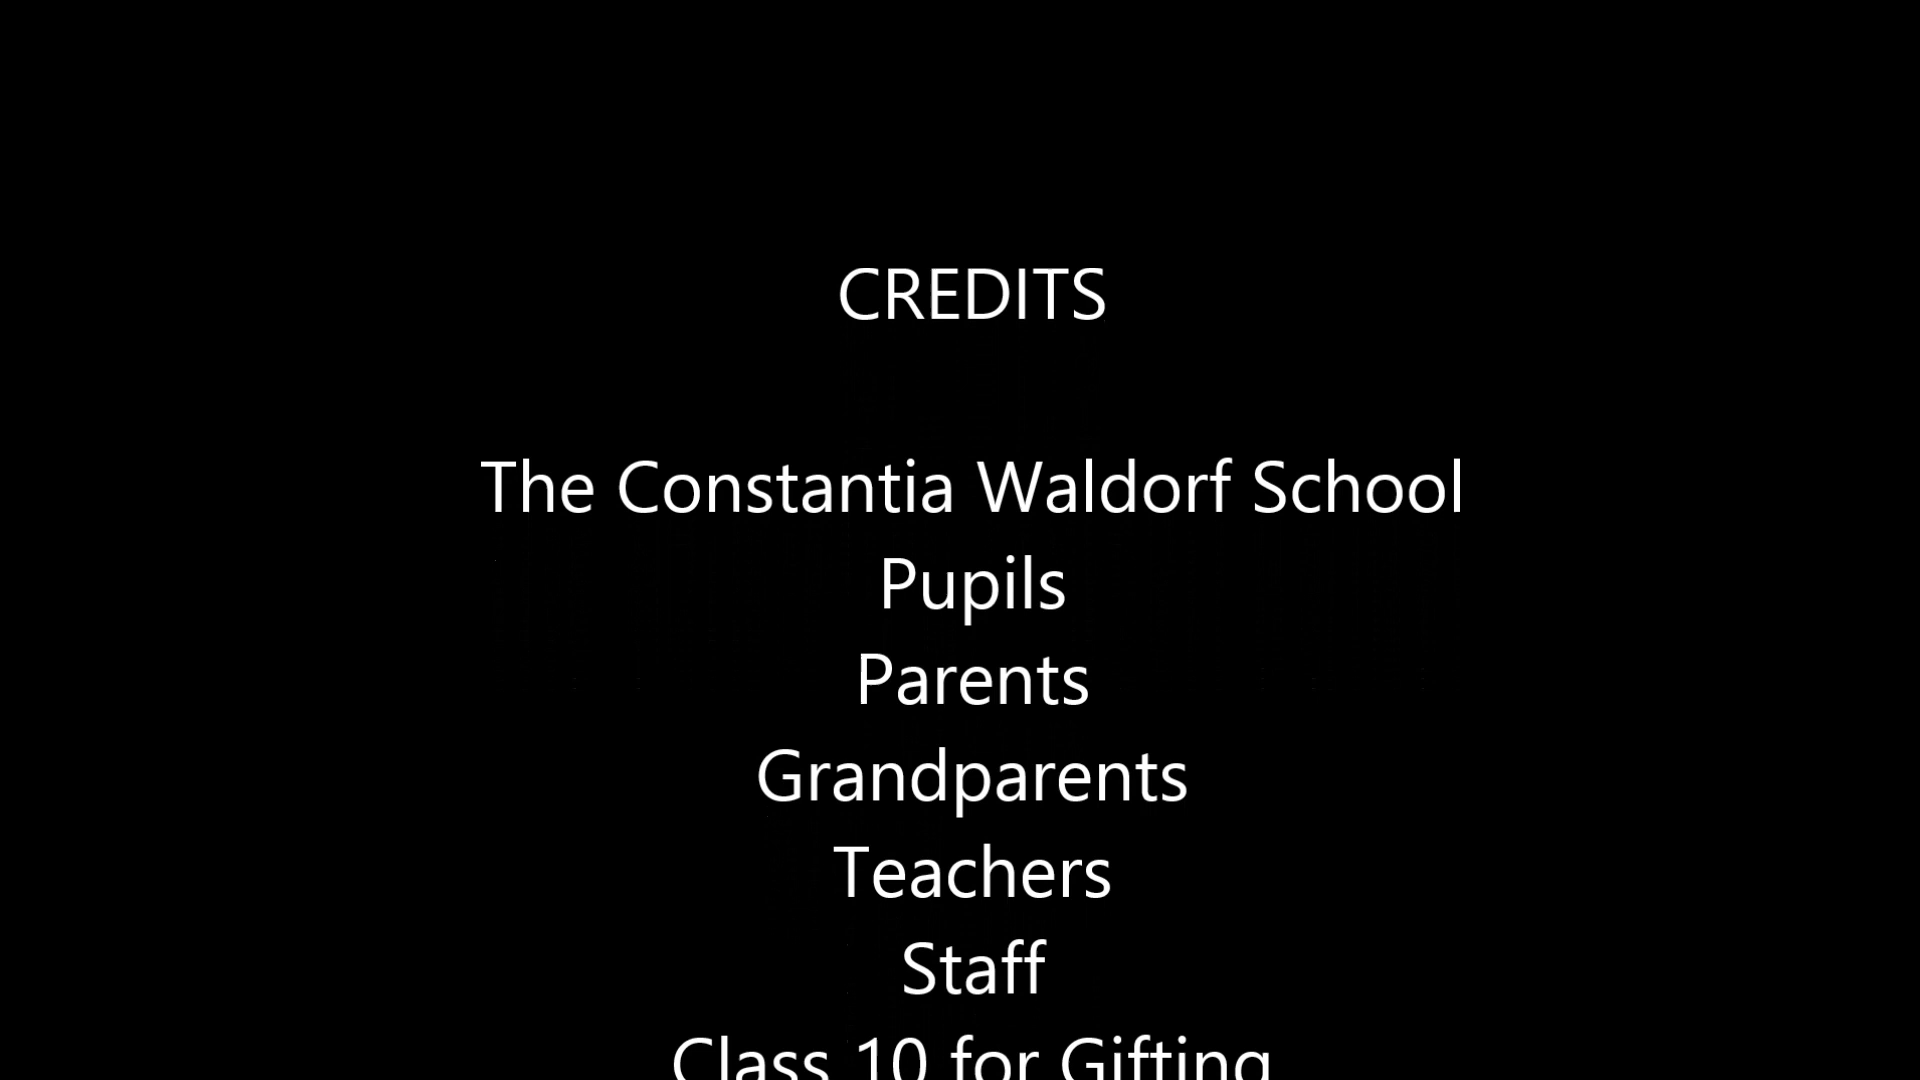 CREDITS
The Constantia Waldorf School
Pupils
Parents
Grandparents
Teachers
Staff
Class 10 for Gifting